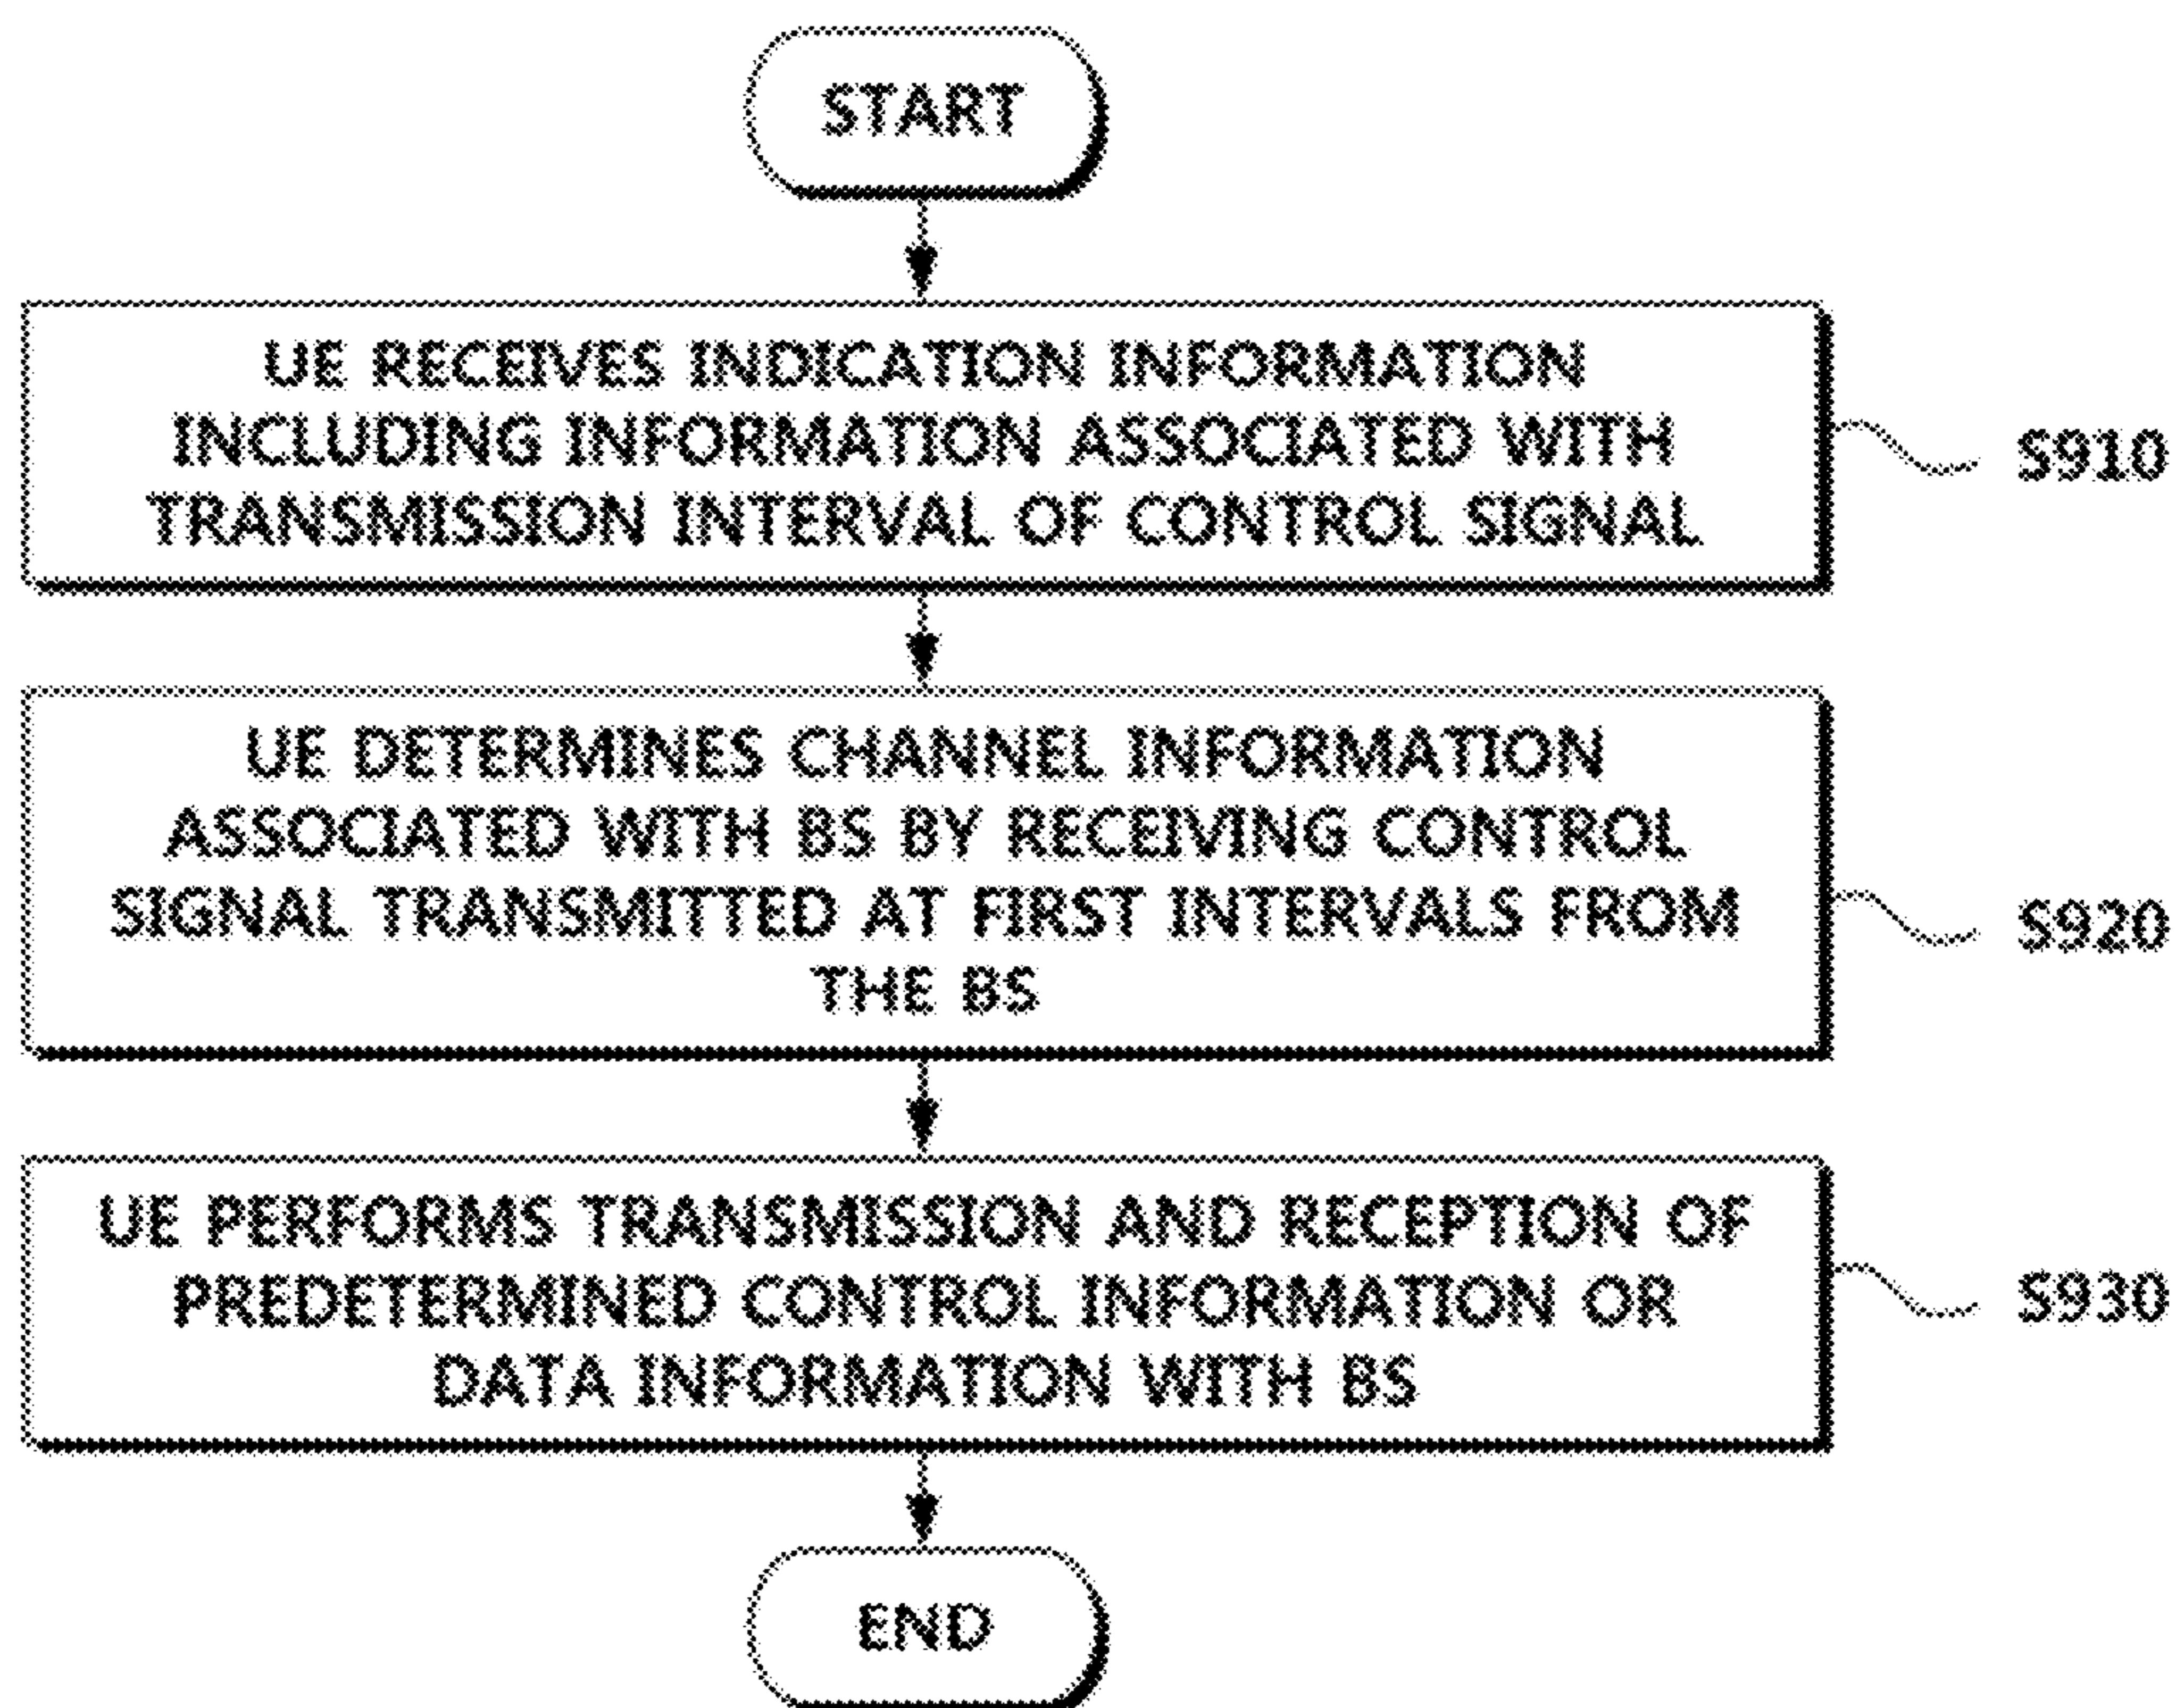 START
UE RECEIVES INDICATION INFORMATION
INCLUDING INFORMATION ASSOCIATED WITH
TRANSMISSION INTERVAL OF CONTROL SIGNAL
S910
UE DETERMINES CHANNEL INFORMATION
ASSOCIATED WITH BS BY RECEIVING CONTROL
SIGNAL TRANSMITTED AT FIRST INTERVALS FROM
THE BS
S920
UE PERFORMS TRANSMISSION AND RECEPTION OF
PREDETERMINED CONTROL INFORMATION OR
DATA INFORMATION WITH BS
S930
END